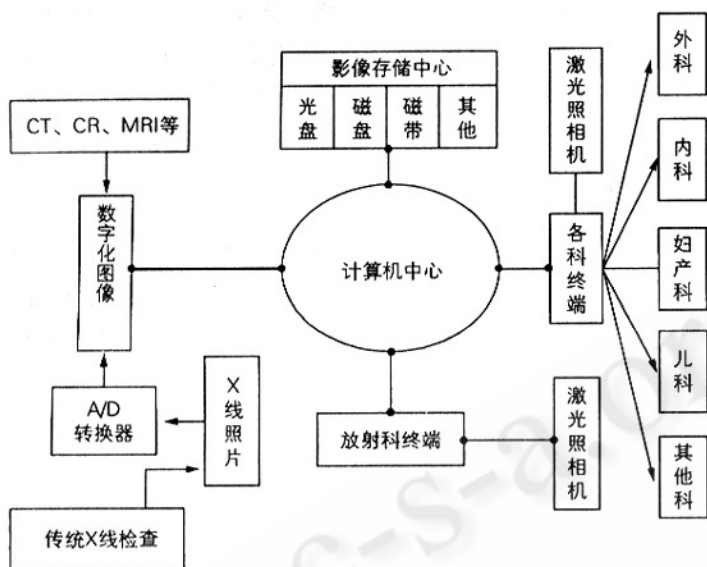 影像存储中心
光盘
磁盘
磁带
其他
CT、CR、MRI等
数字化图像
A/D
转换器
X线照片
传统X线检查
计算机中心
放射科终端
激光照相机
激光照相机
各科终端
外科
内科
妇产科
儿科
其他科